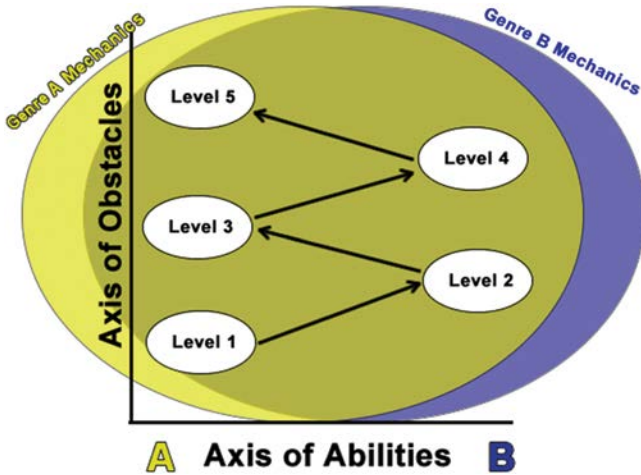 Genre A Mechanics
Genre B Mechanics
Axis of Obstacles
Level 5
Level 4
Level 3
Level 2
Level 1
A Axis of Abilities B